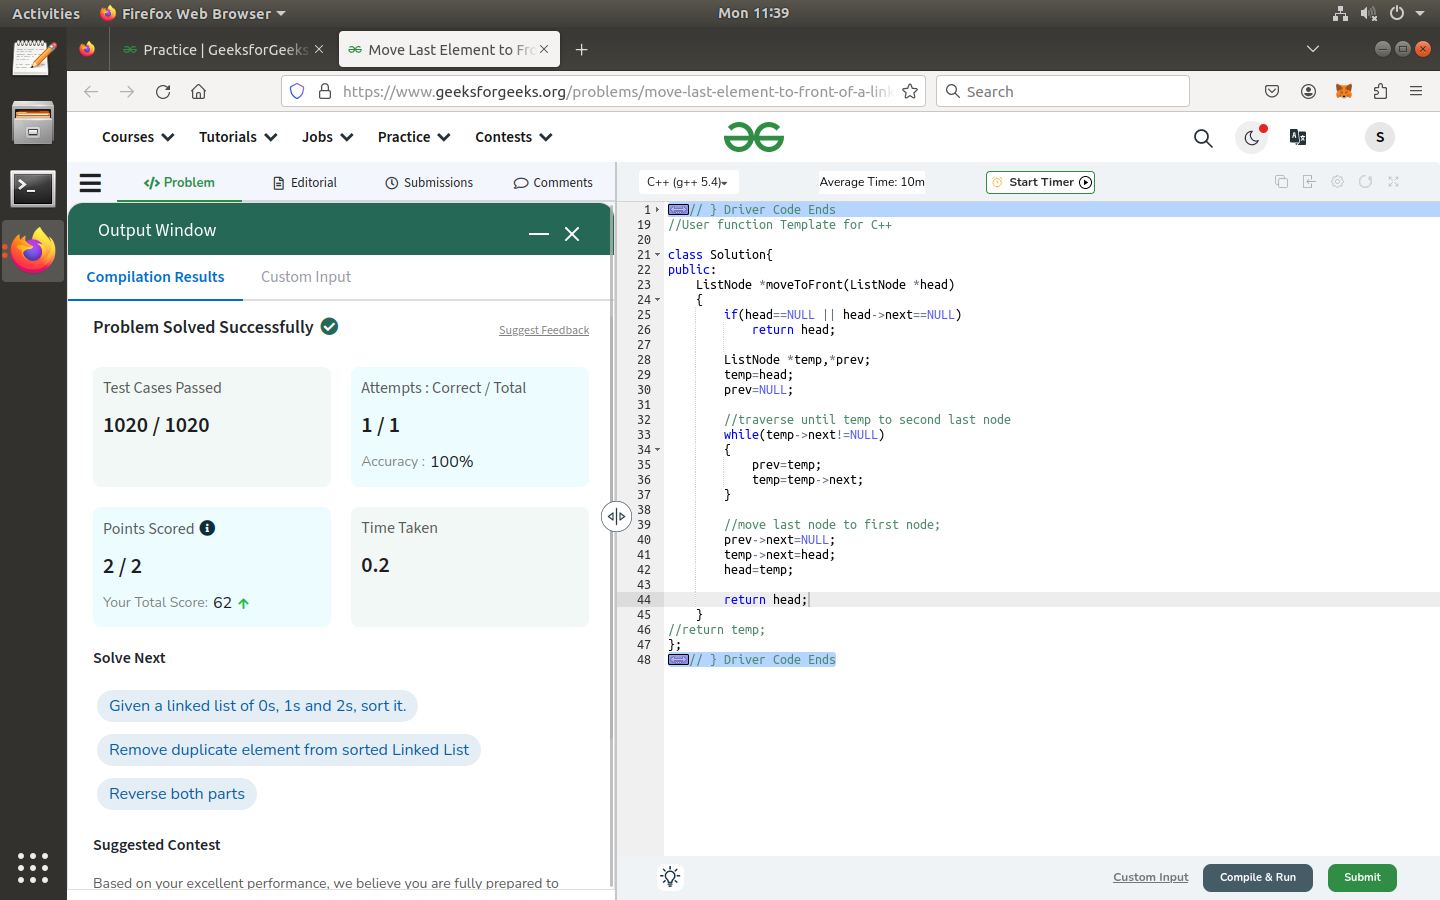 Activities
Firefox Web Browser
Mon 11:39
Practice | GeeksforGeeks
Move Last Element to Fro
https://www.geeksforgeeks.org/problems/move-last-element-to-front-of-a-link
Search
Courses
Tutorials
Jobs
Practice
Contests
S
Problem
Editorial
Submissions
Comments
Output Window
Compilation Results
Custom Input
Problem Solved Successfully
Suggest Feedback
Test Cases Passed
1020 / 1020
Attempts : Correct / Total
1 / 1
Accuracy : 100%
Points Scored
2 / 2
Your Total Score: 62
Time Taken
0.2
Solve Next
Given a linked list of 0s, 1s and 2s, sort it.
Remove duplicate element from sorted Linked List
Reverse both parts
Suggested Contest
Based on your excellent performance, we believe you are fully prepared to
C++ (g++ 5.4)
Average Time: 10m
Start Timer
1 // } Driver Code Ends
19 //User function Template for C++
20
21 class Solution{
22 public:
23 ListNode *moveToFront(ListNode *head)
24 {
25 if(head==NULL || head->next==NULL)
26 return head;
27
28 ListNode *temp,*prev;
29 temp=head;
30 prev=NULL;
31
32 //traverse until temp to second last node
33 while(temp->next!=NULL)
34 {
35 prev=temp;
36 temp=temp->next;
37 }
38
39 //move last node to first node;
40 prev->next=NULL;
41 temp->next=head;
42 head=temp;
43
44 return head;
45 }
46 //return temp;
47 };
48 // } Driver Code Ends
Custom Input
Compile & Run
Submit